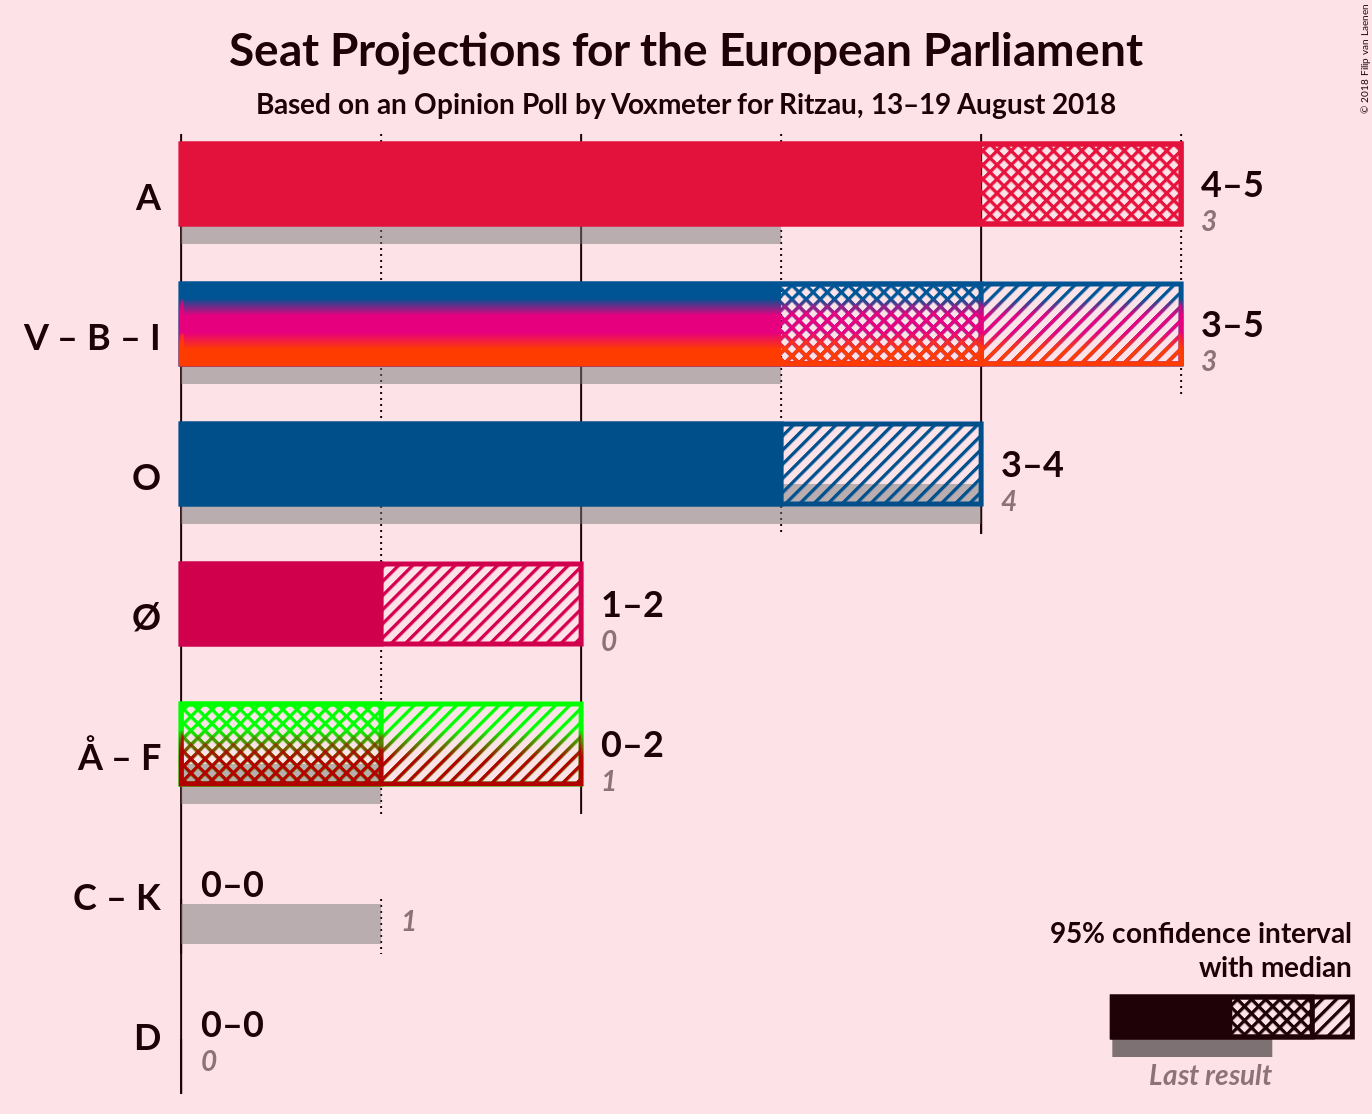 Seat Projections for the European Parliament
Based on an Opinion Poll by Voxmeter for Ritzau, 13–19 August 2018
© 2018 Filip van Laenen
A
4–5
3
V – B – I
3–5
3
O
3–4
4
Ø
1–2
0
Å – F
0–2
1
C – K
0–0
1
D
0–0
0
95% confidence interval
with median
Last result